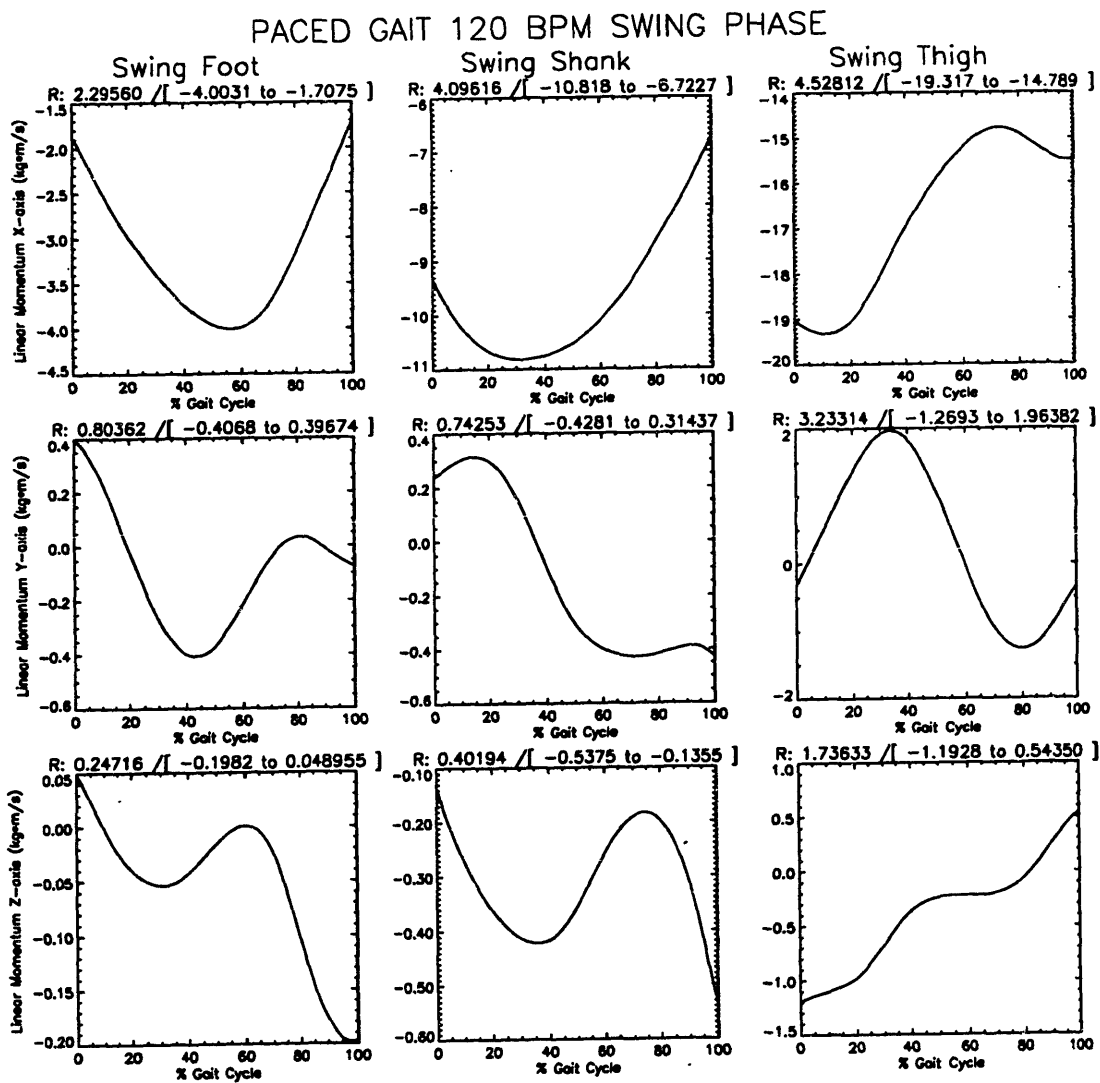 PACED GAIT 120 BPM SWING PHASE
Swing Foot
Swing Shank
Swing Thigh
R: 2.29560 /[ -4.0031 to -1.7075 ]
R: 4.09616 /[ -10.818 to -6.7227 ]
R: 4.52812 /[ -19.317 to -14.789 ]
Linear Momentum X-axis (kg*m/s)
-1.5
-2.0
-2.5
-3.0
-3.5
-4.0
-4.5
0 20 40 60 80 100
% Gait Cycle
-6
-7
-8
-9
-10
-11
0 20 40 60 80 100
% Gait Cycle
-14
-15
-16
-17
-18
-19
-20
0 20 40 60 80 100
% Gait Cycle
R: 0.80362 /[ -0.4068 to 0.39674 ]
R: 0.74253 /[ -0.4281 to 0.31437 ]
R: 3.23314 /[ -1.2693 to 1.96382 ]
Linear Momentum Y-axis (kg*m/s)
0.4
0.2
0.0
-0.2
-0.4
-0.6
0 20 40 60 80 100
% Gait Cycle
0.4
0.2
0.0
-0.2
-0.4
-0.6
0 20 40 60 80 100
% Gait Cycle
2
0
-2
0 20 40 60 80 100
% Gait Cycle
R: 0.24716 /[ -0.1982 to 0.048955 ]
R: 0.40194 /[ -0.5375 to -0.1355 ]
R: 1.73633 /[ -1.1928 to 0.54350 ]
Linear Momentum Z-axis (kg*m/s)
0.05
0.00
-0.05
-0.10
-0.15
-0.20
0 20 40 60 80 100
% Gait Cycle
-0.10
-0.20
-0.30
-0.40
-0.50
-0.60
0 20 40 60 80 100
% Gait Cycle
1.0
0.5
0.0
-0.5
-1.0
-1.5
0 20 40 60 80 100
% Gait Cycle